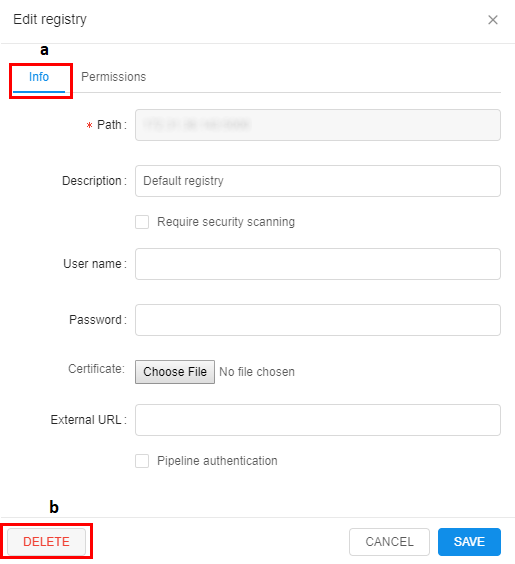 Edit registry
a
Info Permissions
* Path :
Description : Default registry
Require security scanning
User name :
Password :
Certificate: Choose File No file chosen
External URL :
Pipeline authentication
b
DELETE CANCEL SAVE